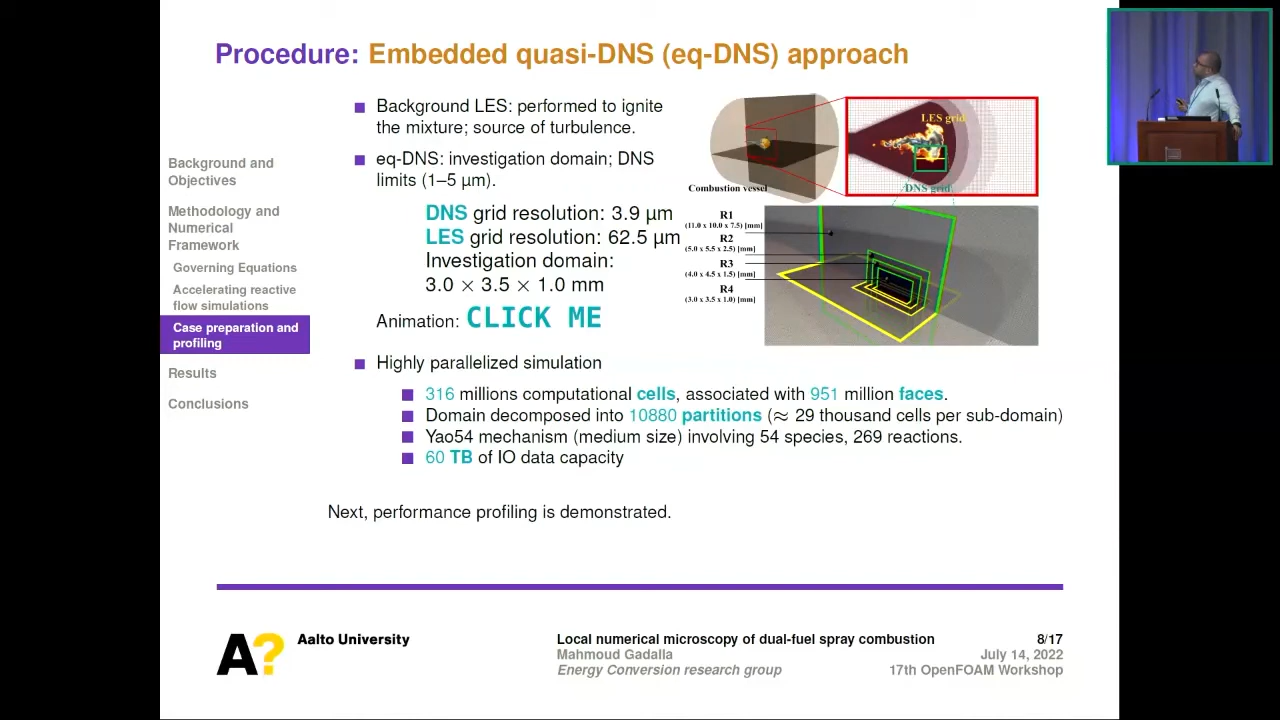 Procedure: Embedded quasi-DNS (eq-DNS) approach
Background and
Objectives
Methodology and
Numerical
Framework
Governing Equations
Accelerating reactive
flow simulations
Case preparation and
profiling
Results
Conclusions
Background LES: performed to ignite
the mixture; source of turbulence.
eq-DNS: investigation domain; DNS
limits (1–5 µm).
DNS grid resolution: 3.9 µm
LES grid resolution: 62.5 µm
Investigation domain:
3.0 × 3.5 × 1.0 mm
Animation: CLICK ME
LES grid
DNS grid
Combustion vessel
R1
(11.0 x 10.0 x 7.5) [mm]
R2
(5.0 x 5.5 x 2.5) [mm]
R3
(4.0 x 4.5 x 1.5) [mm]
R4
(3.0 x 3.5 x 1.0) [mm]
Highly parallelized simulation
316 millions computational cells, associated with 951 million faces.
Domain decomposed into 10880 partitions (≈ 29 thousand cells per sub-domain)
Yao54 mechanism (medium size) involving 54 species, 269 reactions.
60 TB of IO data capacity
Next, performance profiling is demonstrated.
A? Aalto University
Local numerical microscopy of dual-fuel spray combustion 8/17
Mahmoud Gadalla July 14, 2022
Energy Conversion research group 17th OpenFOAM Workshop